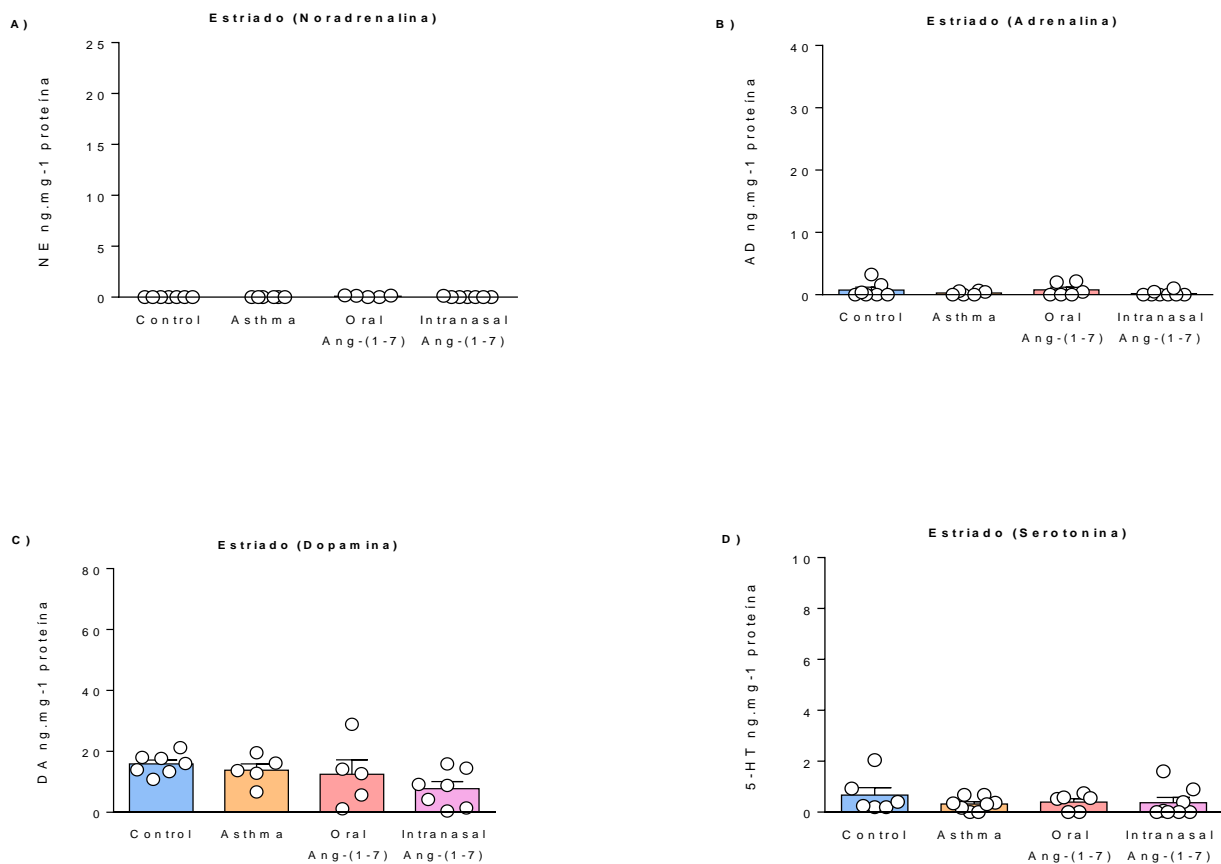 A)
Estriado (Noradrenalina)
NE ng.mg-1 proteína
25
20
15
10
5
0
Control
Asthma
Oral
Ang-(1-7)
Intranasal
Ang-(1-7)
B)
Estriado (Adrenalina)
AD ng.mg-1 proteína
40
30
20
10
0
Control
Asthma
Oral
Ang-(1-7)
Intranasal
Ang-(1-7)
C)
Estriado (Dopamina)
DA ng.mg-1 proteína
80
60
40
20
0
Control
Asthma
Oral
Ang-(1-7)
Intranasal
Ang-(1-7)
D)
Estriado (Serotonina)
5-HT ng.mg-1 proteína
10
8
6
4
2
0
Control
Asthma
Oral
Ang-(1-7)
Intranasal
Ang-(1-7)